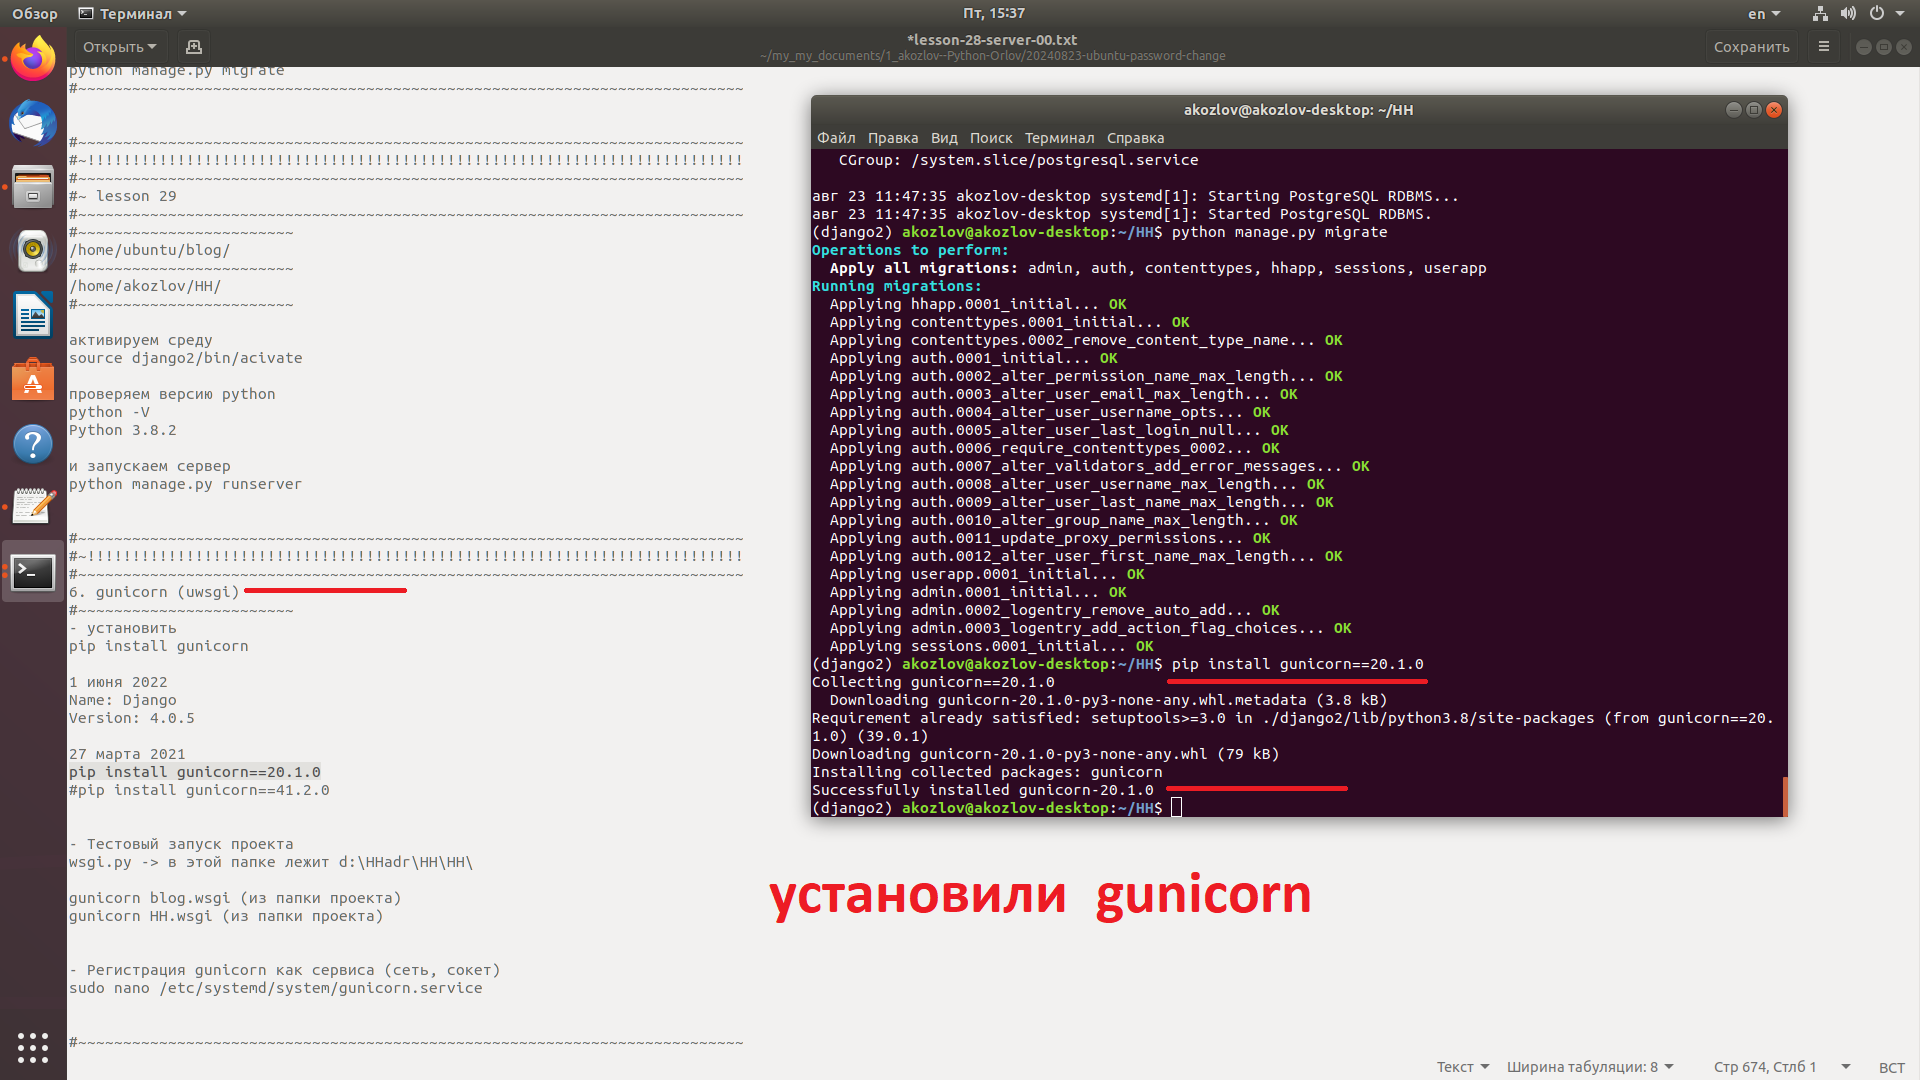 Обзор
Терминал
Пт, 15:37
en
Открыть
*lesson-28-server-00.txt
~/my_my_documents/1_akozlov--Python-Orlov/20240823-ubuntu-password-change
Сохранить
python manage.py migrate
#~~~~~~~~~~~~~~~~~~~~~~~~~~~~~~~~~~~~~~~~~~~~~~~~~~~~~~~~~~~~~~~~~~~~~~~~~~
#~~~~~~~~~~~~~~~~~~~~~~~~~~~~~~~~~~~~~~~~~~~~~~~~~~~~~~~~~~~~~~~~~~~~~~~~~~
#~!!!!!!!!!!!!!!!!!!!!!!!!!!!!!!!!!!!!!!!!!!!!!!!!!!!!!!!!!!!!!!!!!!!!!!!!!
#~~~~~~~~~~~~~~~~~~~~~~~~~~~~~~~~~~~~~~~~~~~~~~~~~~~~~~~~~~~~~~~~~~~~~~~~~~
#~ lesson 29
#~~~~~~~~~~~~~~~~~~~~~~~~~~~~~~~~~~~~~~~~~~~~~~~~~~~~~~~~~~~~~~~~~~~~~~~~~~
#~~~~~~~~~~~~~~~~~~~~~~~~
/home/ubuntu/blog/
#~~~~~~~~~~~~~~~~~~~~~~~~
/home/akozlov/HH/
#~~~~~~~~~~~~~~~~~~~~~~~~
активируем среду
source django2/bin/acivate
проверяем версию python
python -V
Python 3.8.2
и запускаем сервер
python manage.py runserver
#~~~~~~~~~~~~~~~~~~~~~~~~~~~~~~~~~~~~~~~~~~~~~~~~~~~~~~~~~~~~~~~~~~~~~~~~~~
#~!!!!!!!!!!!!!!!!!!!!!!!!!!!!!!!!!!!!!!!!!!!!!!!!!!!!!!!!!!!!!!!!!!!!!!!!!
#~~~~~~~~~~~~~~~~~~~~~~~~~~~~~~~~~~~~~~~~~~~~~~~~~~~~~~~~~~~~~~~~~~~~~~~~~~
6. gunicorn (uwsgi)
#~~~~~~~~~~~~~~~~~~~~~~~~
- установить
pip install gunicorn
1 июня 2022
Name: Django
Version: 4.0.5
27 марта 2021
pip install gunicorn==20.1.0
#pip install gunicorn==41.2.0
- Тестовый запуск проекта
wsgi.py -> в этой папке лежит d:\HHadr\HH\HH\
gunicorn blog.wsgi (из папки проекта)
gunicorn HH.wsgi (из папки проекта)
- Регистрация gunicorn как сервиса (сеть, сокет)
sudo nano /etc/systemd/system/gunicorn.service
#~~~~~~~~~~~~~~~~~~~~~~~~~~~~~~~~~~~~~~~~~~~~~~~~~~~~~~~~~~~~~~~~~~~~~~~~~~
akozlov@akozlov-desktop: ~/HH
Файл Правка Вид Поиск Терминал Справка
CGroup: /system.slice/postgresql.service
авг 23 11:47:35 akozlov-desktop systemd[1]: Starting PostgreSQL RDBMS...
авг 23 11:47:35 akozlov-desktop systemd[1]: Started PostgreSQL RDBMS.
(django2) akozlov@akozlov-desktop:~/HH$ python manage.py migrate
Operations to perform:
Apply all migrations: admin, auth, contenttypes, hhapp, sessions, userapp
Running migrations:
Applying hhapp.0001_initial... OK
Applying contenttypes.0001_initial... OK
Applying contenttypes.0002_remove_content_type_name... OK
Applying auth.0001_initial... OK
Applying auth.0002_alter_permission_name_max_length... OK
Applying auth.0003_alter_user_email_max_length... OK
Applying auth.0004_alter_user_username_opts... OK
Applying auth.0005_alter_user_last_login_null... OK
Applying auth.0006_require_contenttypes_0002... OK
Applying auth.0007_alter_validators_add_error_messages... OK
Applying auth.0008_alter_user_username_max_length... OK
Applying auth.0009_alter_user_last_name_max_length... OK
Applying auth.0010_alter_group_name_max_length... OK
Applying auth.0011_update_proxy_permissions... OK
Applying auth.0012_alter_user_first_name_max_length... OK
Applying userapp.0001_initial... OK
Applying admin.0001_initial... OK
Applying admin.0002_logentry_remove_auto_add... OK
Applying admin.0003_logentry_add_action_flag_choices... OK
Applying sessions.0001_initial... OK
(django2) akozlov@akozlov-desktop:~/HH$ pip install gunicorn==20.1.0
Collecting gunicorn==20.1.0
Downloading gunicorn-20.1.0-py3-none-any.whl.metadata (3.8 kB)
Requirement already satisfied: setuptools>=3.0 in ./django2/lib/python3.8/site-packages (from gunicorn==20.
1.0) (39.0.1)
Downloading gunicorn-20.1.0-py3-none-any.whl (79 kB)
Installing collected packages: gunicorn
Successfully installed gunicorn-20.1.0
(django2) akozlov@akozlov-desktop:~/HH$
установили gunicorn
Текст
Ширина табуляции: 8
Стр 674, Стлб 1
ВСТ